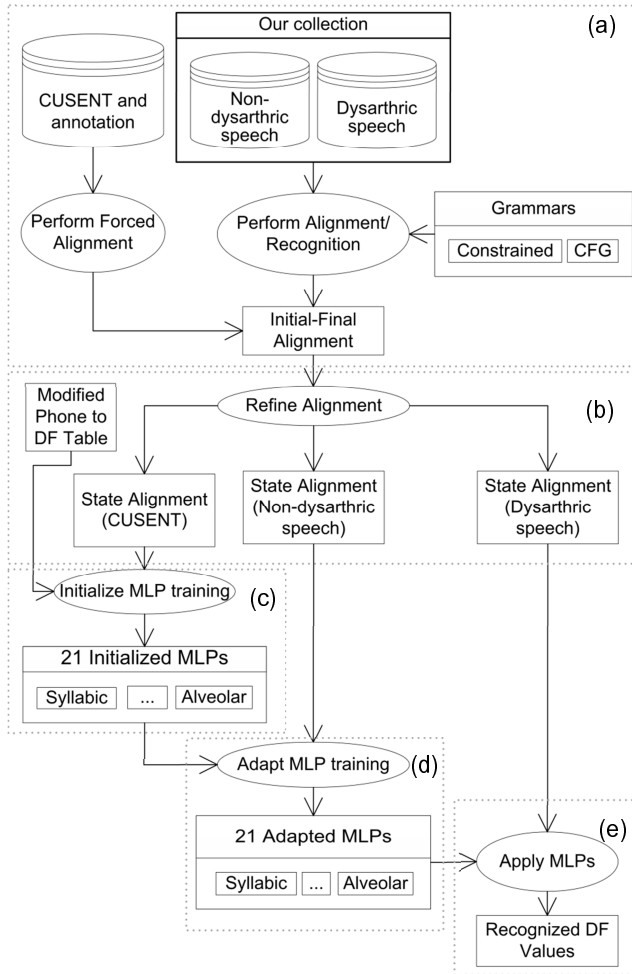 Our collection
(a)
CUSENT and
annotation
Non-
dysarthric
speech
Dysarthric
speech
Perform Forced
Alignment
Perform Alignment/
Recognition
Grammars
Constrained
CFG
Initial-Final
Alignment
Modified
Phone to
DF Table
Refine Alignment
(b)
State Alignment
(CUSENT)
State Alignment
(Non-dysarthric
speech)
State Alignment
(Dysarthric
speech)
Initialize MLP training
(c)
21 Initialized MLPs
Syllabic
...
Alveolar
Adapt MLP training
(d)
21 Adapted MLPs
Syllabic
...
Alveolar
(e)
Apply MLPs
Recognized DF
Values